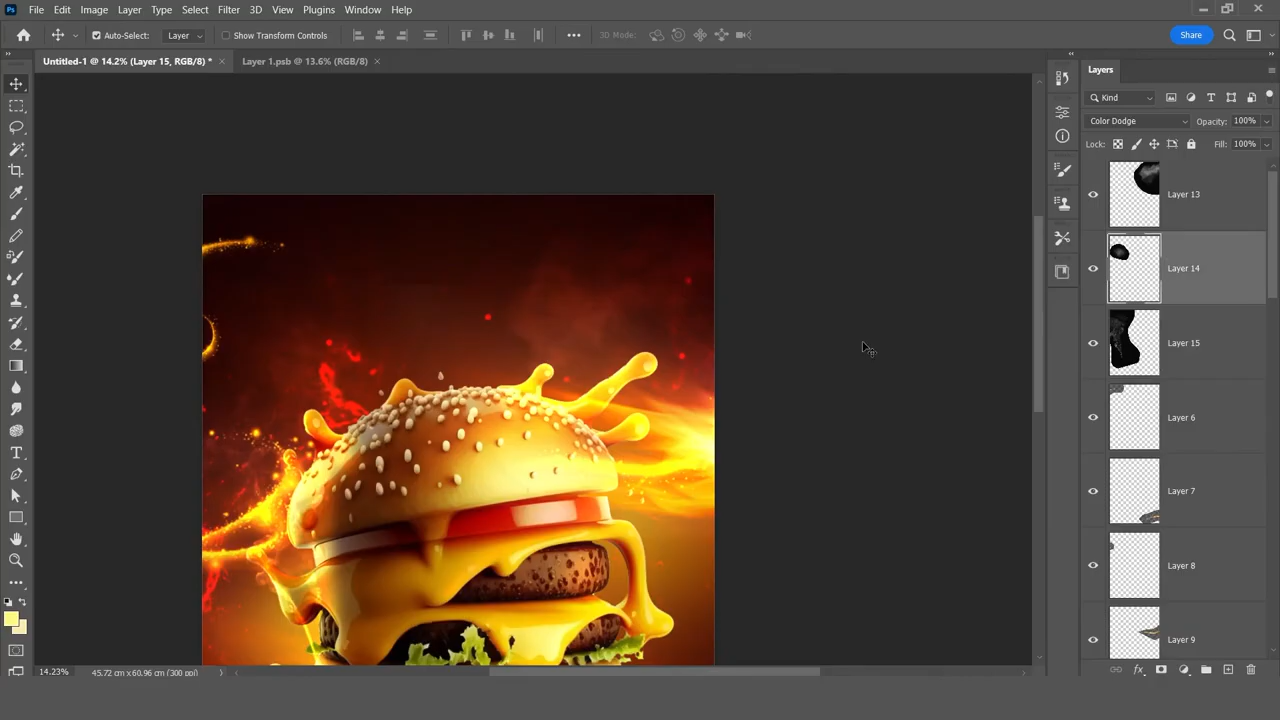 Ps File Edit Image Layer Type Select Filter 3D View Plugins Window Help
Auto-Select: Layer Show Transform Controls 3D Mode: Share
Untitled-1 @ 14.2% (Layer 15, RGB/8) * × Layer 1.psb @ 13.6% (RGB/8) ×
Layers
Kind
Color Dodge Opacity: 100%
Lock: Fill: 100%
Layer 13
Layer 14
Layer 15
Layer 6
Layer 7
Layer 8
Layer 9
14.23% 45.72 cm x 60.96 cm (300 ppi)